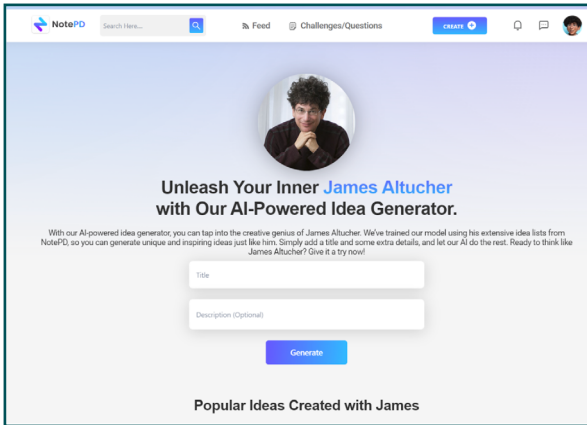 NotePD
Search Here...
Feed
Challenges/Questions
CREATE
Unleash Your Inner James Altucher
with Our AI-Powered Idea Generator.
With our AI-powered idea generator, you can tap into the creative genius of James Altucher. We've trained our model using his extensive idea lists from
NotePD, so you can generate unique and inspiring ideas just like him. Simply add a title and some extra details, and let our AI do the rest. Ready to think like
James Altucher? Give it a try now!
Title
Description (Optional)
Generate
Popular Ideas Created with James